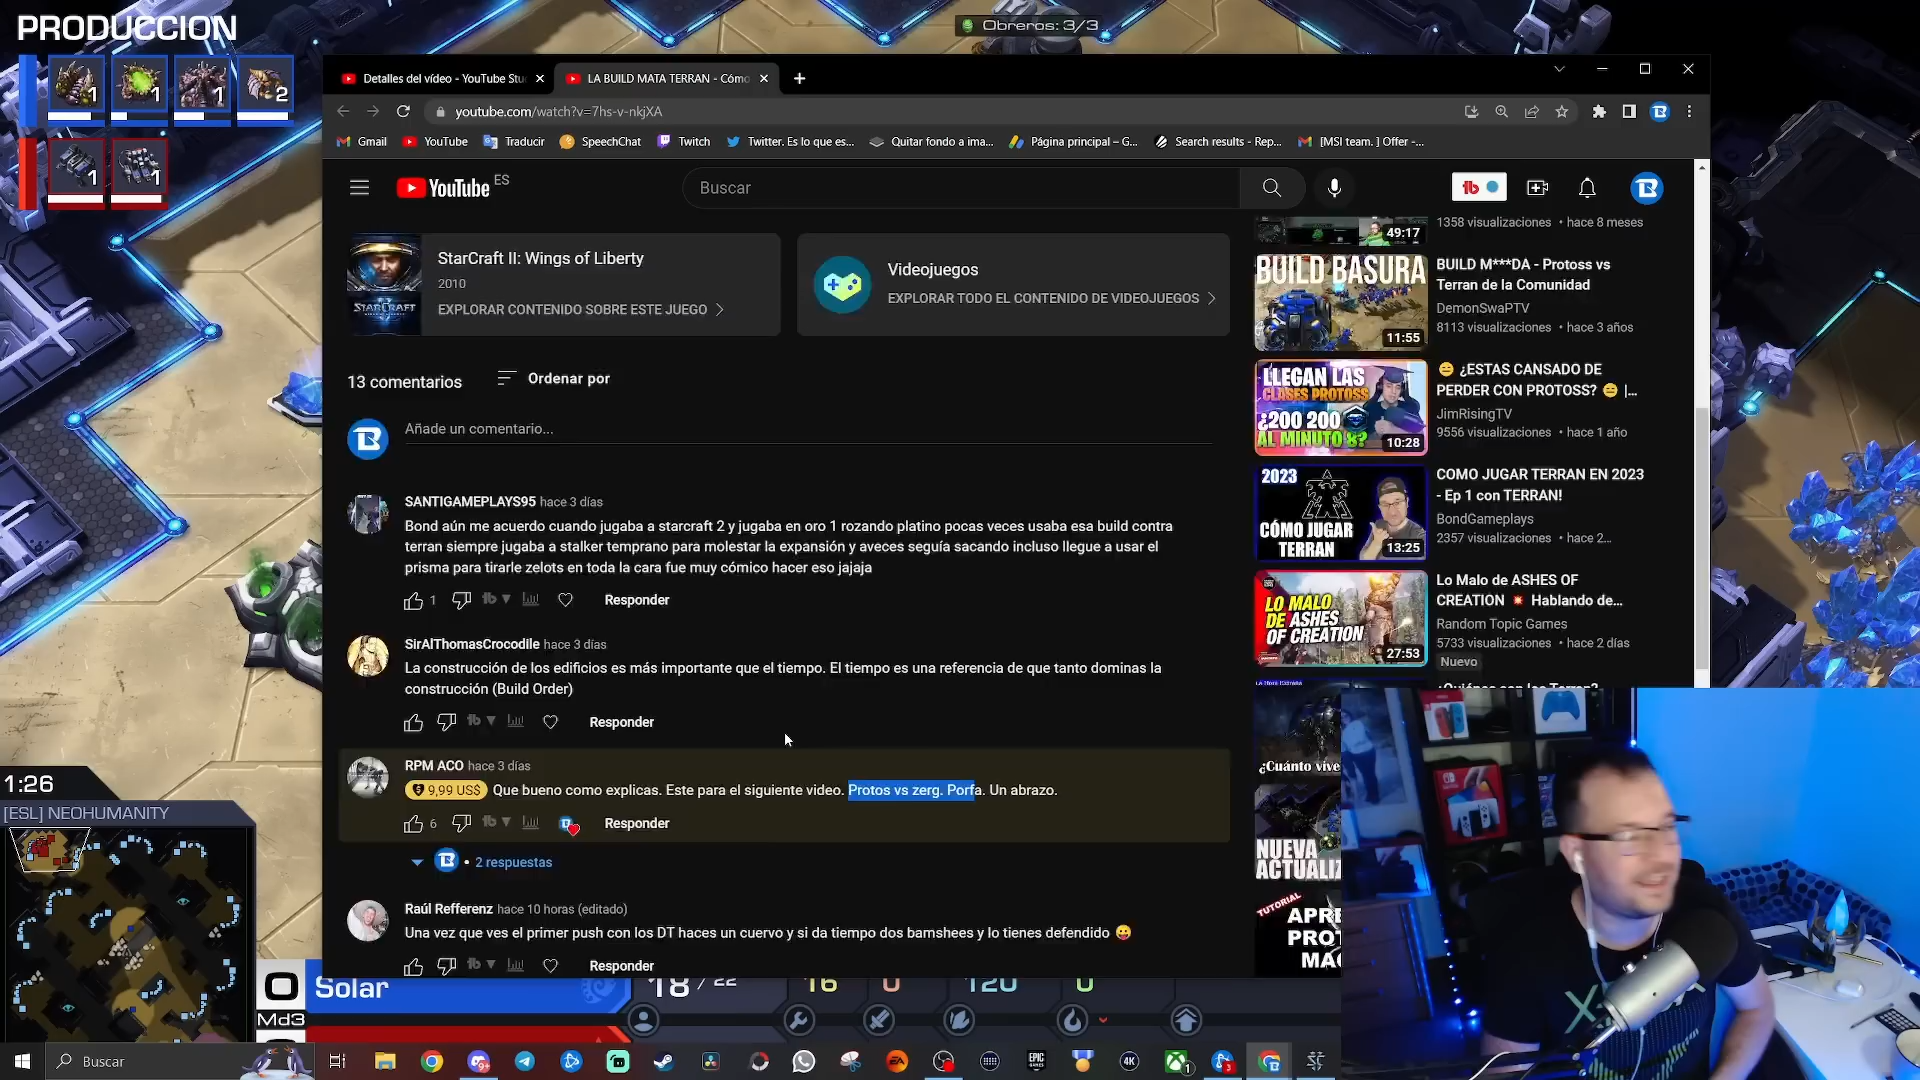 PRODUCCION
Obreros: 3/3
1
1
1
2
1
1
Detalles del vídeo - YouTube Stu
LA BUILD MATA TERRAN - Cómo
youtube.com/watch?v=7hs-v-nkjXA
Gmail
YouTube
Traducir
SpeechChat
Twitch
Twitter. Es lo que es...
Quitar fondo a ima...
Página principal – G...
Search results - Rep...
[MSI team. ] Offer -...
YouTube ES
Buscar
StarCraft II: Wings of Liberty
2010
EXPLORAR CONTENIDO SOBRE ESTE JUEGO
STARCRAFT
Videojuegos
EXPLORAR TODO EL CONTENIDO DE VIDEOJUEGOS
13 comentarios
Ordenar por
Añade un comentario...
SANTIGAMEPLAYS95 hace 3 días
Bond aún me acuerdo cuando jugaba a starcraft 2 y jugaba en oro 1 rozando platino pocas veces usaba esa build contra
terran siempre jugaba a stalker temprano para molestar la expansión y aveces seguía sacando incluso llegue a usar el
prisma para tirarle zelots en toda la cara fue muy cómico hacer eso jajaja
1
Responder
SirAlThomasCrocodile hace 3 días
La construcción de los edificios es más importante que el tiempo. El tiempo es una referencia de que tanto dominas la
construcción (Build Order)
Responder
RPM ACO hace 3 días
9,99 US$ Que bueno como explicas. Este para el siguiente video. Protos vs zerg. Porfa. Un abrazo.
6
Responder
2 respuestas
Raúl Refferenz hace 10 horas (editado)
Una vez que ves el primer push con los DT haces un cuervo y si da tiempo dos bamshees y lo tienes defendido 😛
Responder
49:17
1358 visualizaciones • hace 8 meses
BUILD BASURA
11:55
BUILD M***DA - Protoss vs
Terran de la Comunidad
DemonSwaPTV
8113 visualizaciones • hace 3 años
LLEGAN LAS
CLASES PROTOSS
¿200 200
AL MINUTO 8?
10:28
😑 ¿ESTAS CANSADO DE
PERDER CON PROTOSS? 😑 |...
JimRisingTV
9556 visualizaciones • hace 1 año
2023
CÓMO JUGAR
TERRAN
13:25
COMO JUGAR TERRAN EN 2023
- Ep 1 con TERRAN!
BondGameplays
2357 visualizaciones • hace 2...
LO MALO
DE ASHES
OF CREATION
27:53
Lo Malo de ASHES OF
CREATION 💥 Hablando de...
Random Topic Games
5733 visualizaciones • hace 2 días
Nuevo
¿Cuánto vive
NUEVA
ACTUALIZ
TUTORIAL
APRE
PROT
MAC
1:26
[ESL] NEOHUMANITY
0
Md3
Solar
18 / 22
16
0
120
0
Buscar